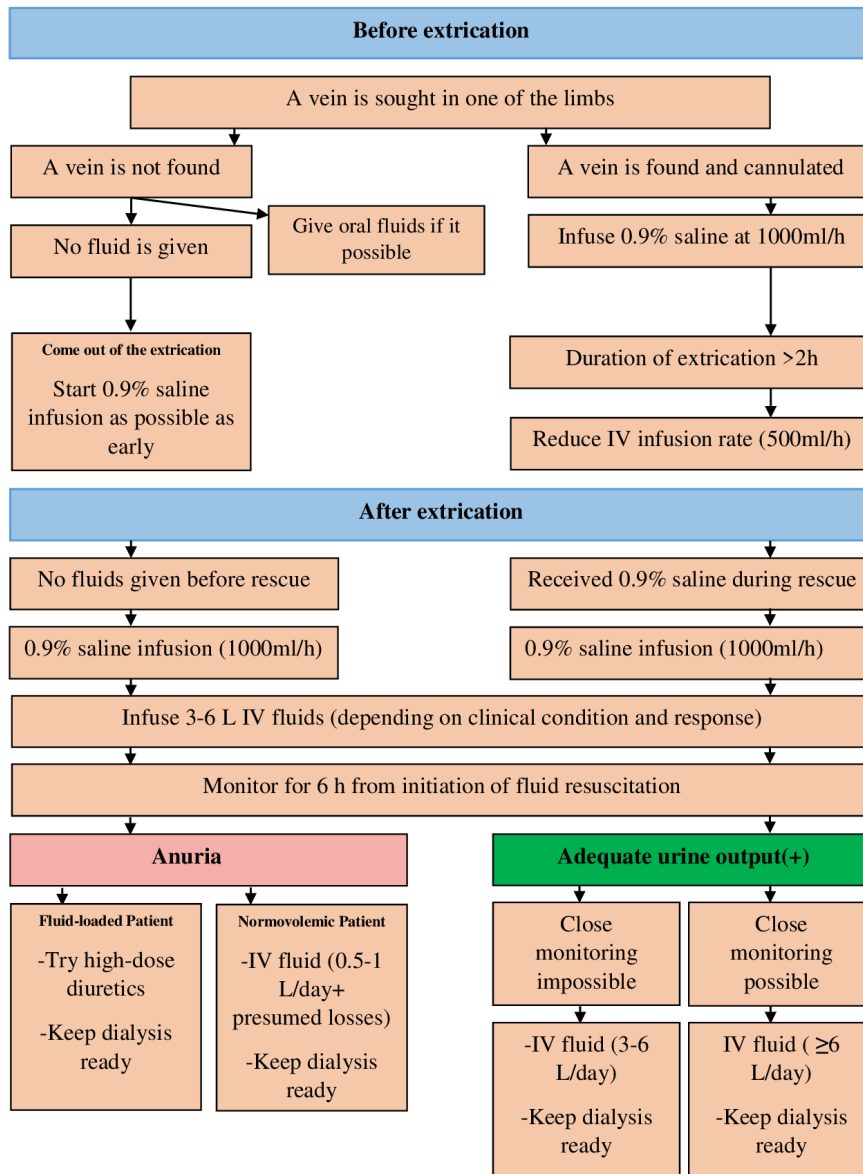 Before extrication
A vein is sought in one of the limbs
A vein is not found
A vein is found and cannulated
Give oral fluids if it
possible
No fluid is given
Infuse 0.9% saline at 1000ml/h
Come out of the extrication
Start 0.9% saline
infusion as possible as
early
Duration of extrication >2h
Reduce IV infusion rate (500ml/h)
After extrication
No fluids given before rescue
Received 0.9% saline during rescue
0.9% saline infusion (1000ml/h)
0.9% saline infusion (1000ml/h)
Infuse 3-6 L IV fluids (depending on clinical condition and response)
Monitor for 6 h from initiation of fluid resuscitation
Anuria
Adequate urine output(+)
Fluid-loaded Patient
-Try high-dose
diuretics
-Keep dialysis
ready
Normovolemic Patient
-IV fluid (0.5-1
L/day+
presumed losses)
-Keep dialysis
ready
Close
monitoring
impossible
Close
monitoring
possible
-IV fluid (3-6
L/day)
-Keep dialysis
ready
IV fluid ( ≥6
L/day)
-Keep dialysis
ready